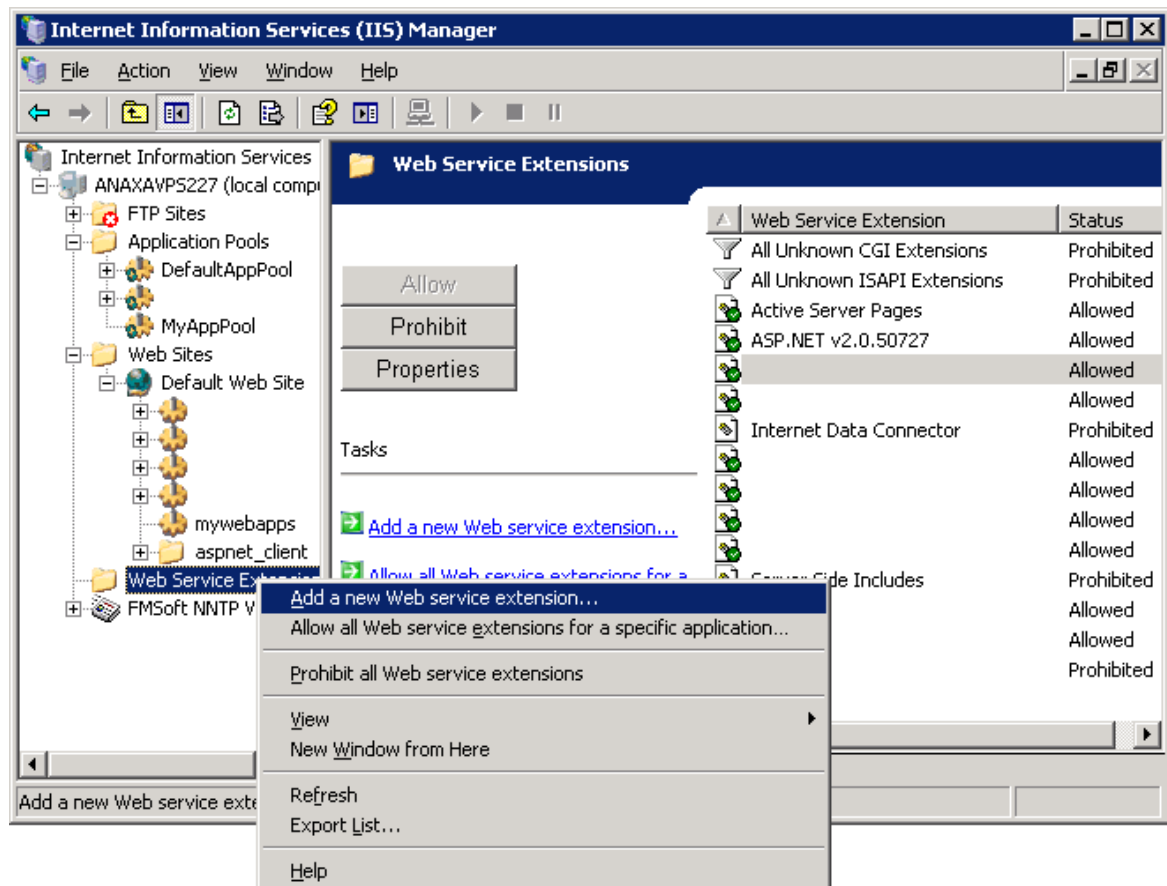 Internet Information Services (IIS) Manager
File Action View Window Help
Internet Information Services
ANAXAVPS227 (local compu
FTP Sites
Application Pools
DefaultAppPool
MyAppPool
Web Sites
Default Web Site
mywebapps
aspnet_client
Web Service Extension
FMSoft NNTP V
Web Service Extensions
Allow
Prohibit
Properties
Tasks
Add a new Web service extension...
Allow all Web service extensions for a
Web Service Extension Status
All Unknown CGI Extensions Prohibited
All Unknown ISAPI Extensions Prohibited
Active Server Pages Allowed
ASP.NET v2.0.50727 Allowed
Allowed
Allowed
Internet Data Connector Prohibited
Allowed
Allowed
Allowed
Allowed
Server Side Includes Prohibited
Allowed
Allowed
Prohibited
Add a new Web service extension...
Allow all Web service extensions for a specific application...
Prohibit all Web service extensions
View
New Window from Here
Refresh
Export List...
Help
Add a new Web service exte